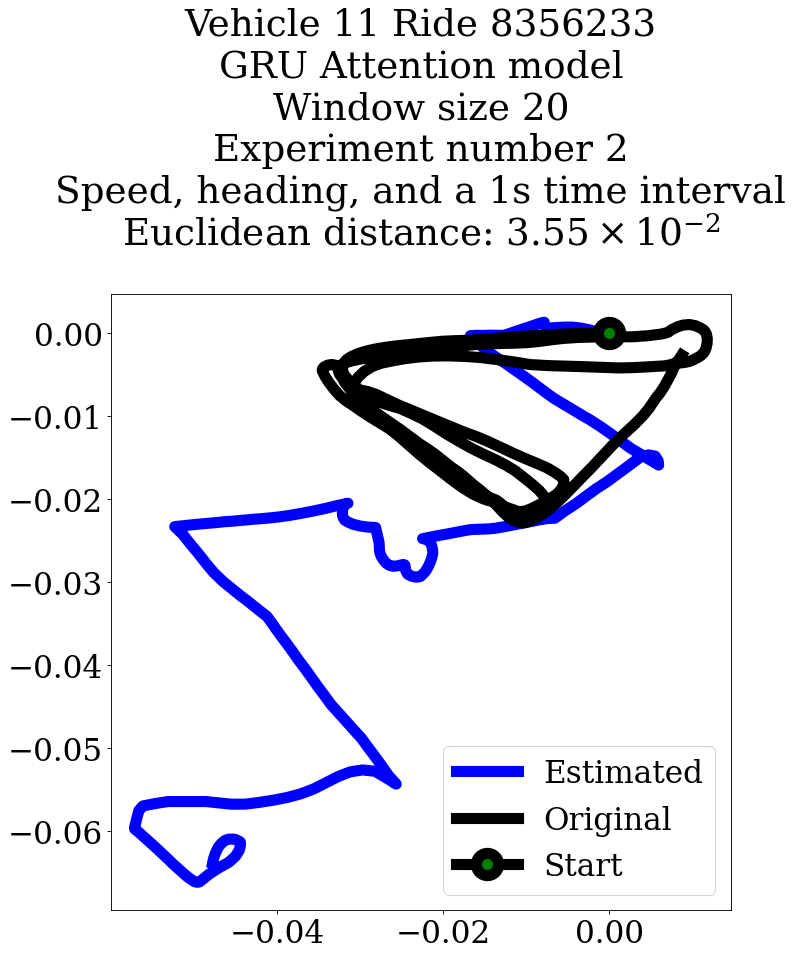 Vehicle 11 Ride 8356233
GRU Attention model
Window size 20
Experiment number 2
Speed, heading, and a 1s time interval
Euclidean distance: 3.55 × 10⁻²
0.00
−0.01
−0.02
−0.03
−0.04
−0.05
−0.06
Estimated
Original
Start
−0.04
−0.02
0.00